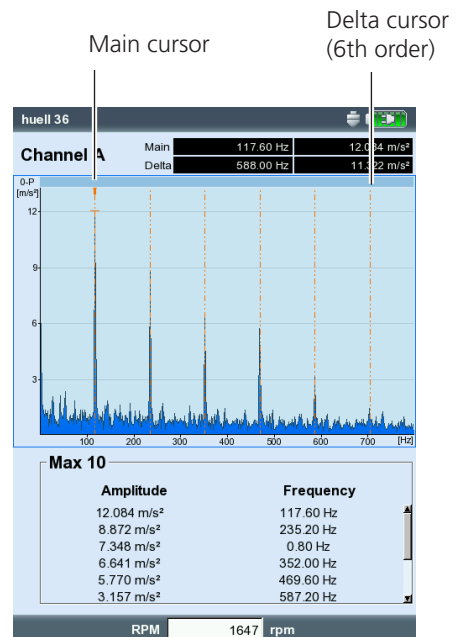 Main cursor
Delta cursor
(6th order)
huell 36
Channel A
Main 117.60 Hz 12.084 m/s²
Delta 588.00 Hz 11.322 m/s²
0-P
[m/s²]
12
9
6
3
100 200 300 400 500 600 700 [Hz]
Max 10
Amplitude Frequency
12.084 m/s² 117.60 Hz
8.872 m/s² 235.20 Hz
7.348 m/s² 0.80 Hz
6.641 m/s² 352.00 Hz
5.770 m/s² 469.60 Hz
3.157 m/s² 587.20 Hz
RPM 1647 rpm